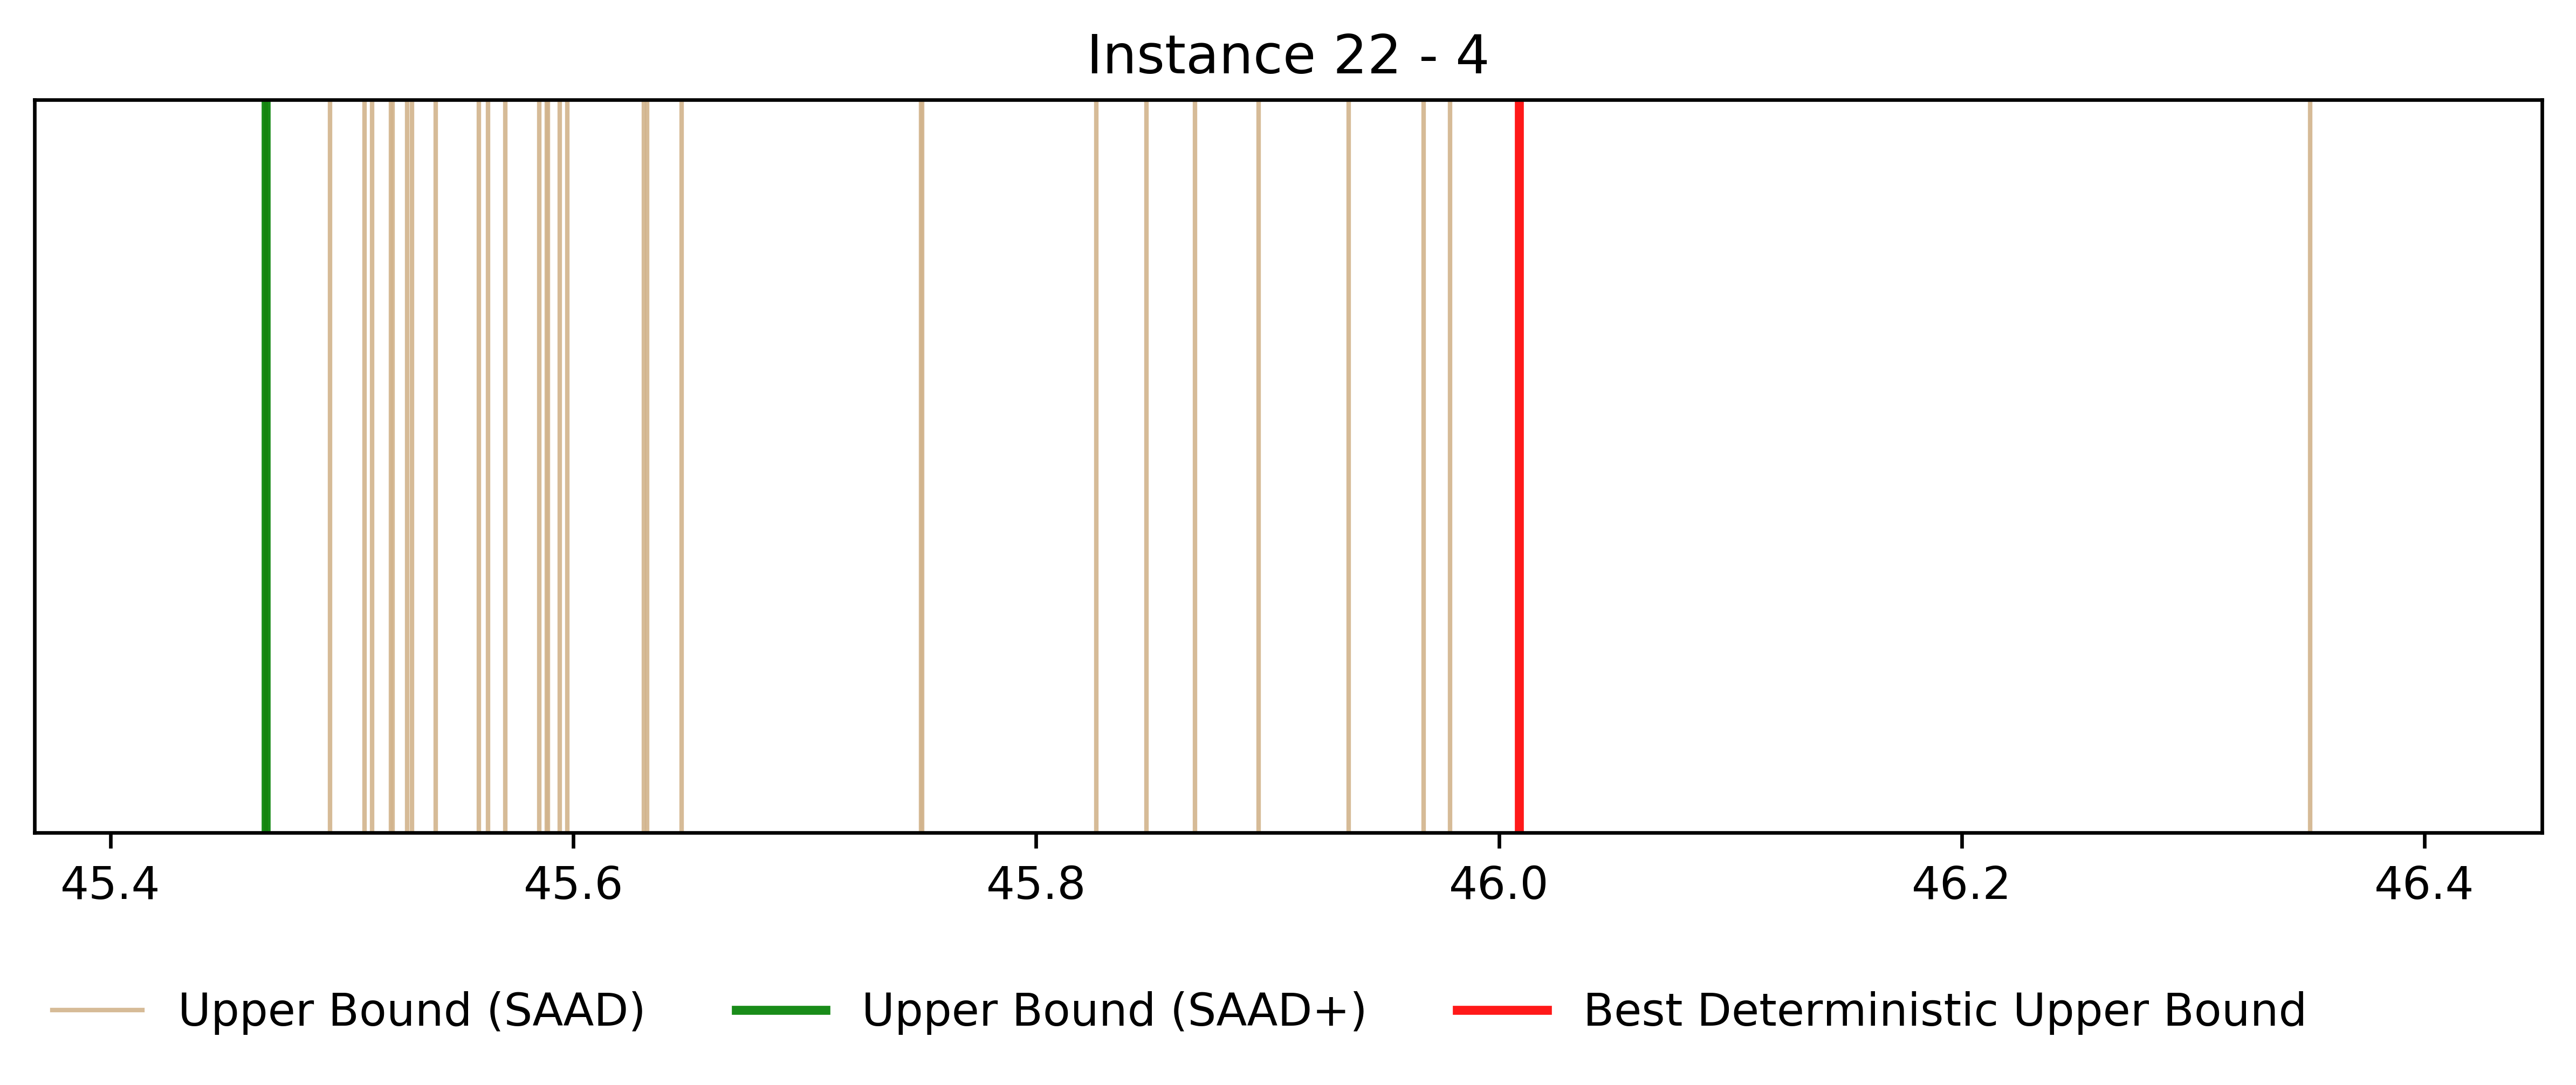 Instance 22 - 4
45.4 45.6 45.8 46.0 46.2 46.4
Upper Bound (SAAD) Upper Bound (SAAD+) Best Deterministic Upper Bound